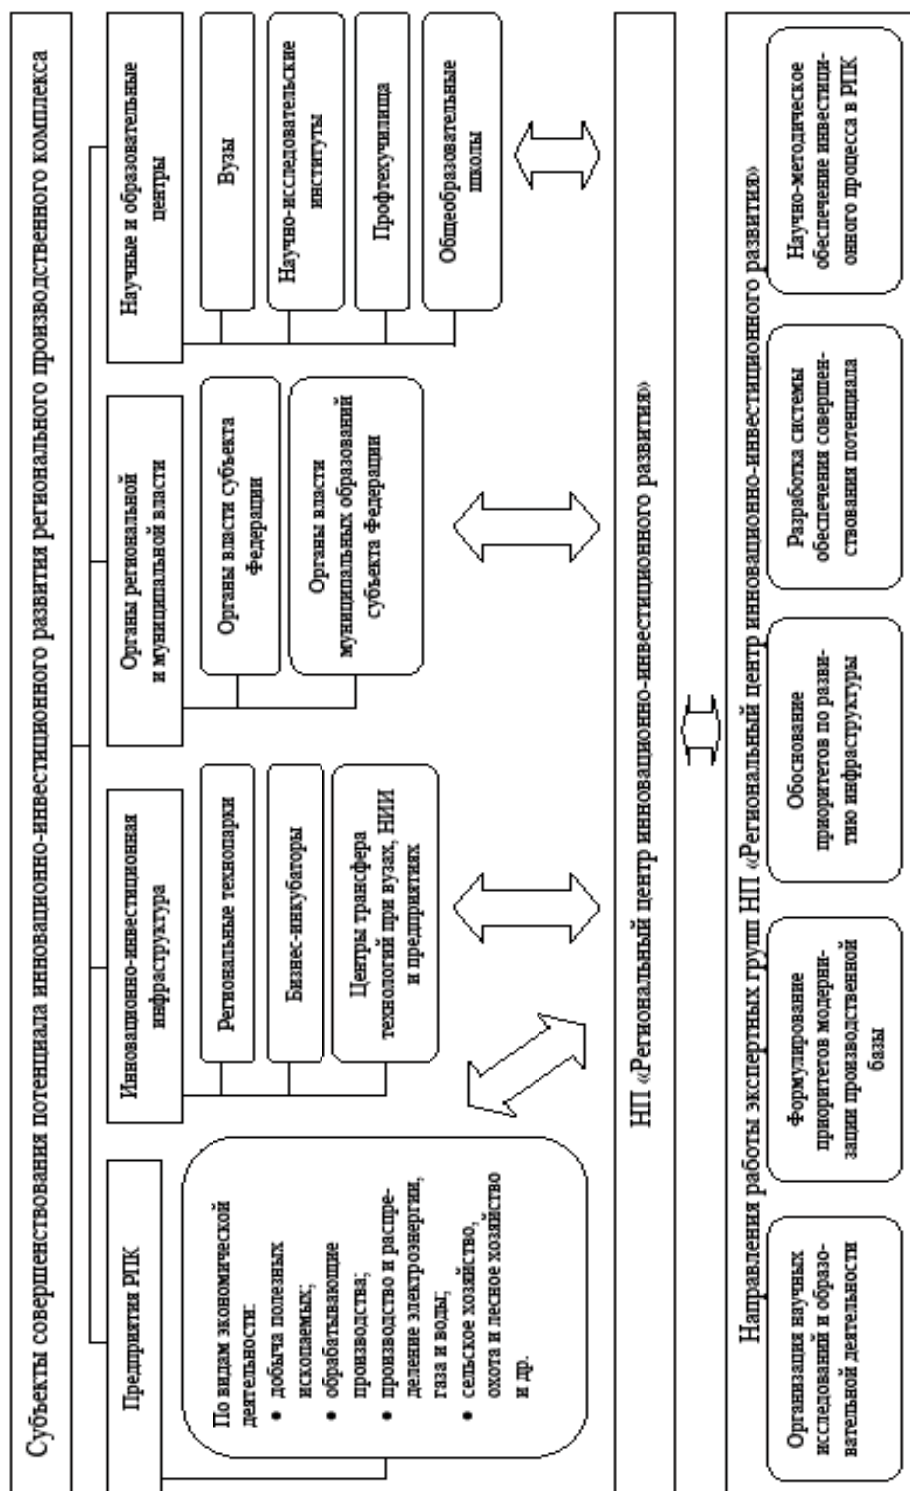 Субъекты совершенствования потенциала инновационно-инвестиционного развития регионального производственного комплекса
Предприятия РПК
По видам экономической
деятельности:
• добыча полезных
ископаемых;
• обрабатывающие
производства;
• производство и распре-
деление электроэнергии,
газа и воды;
• сельское хозяйство,
охота и лесное хозяйство
и др.
Инновационно-инвестиционная
инфраструктура
Региональные технопарки
Бизнес-инкубаторы
Центры трансфера
технологий при вузах, НИИ
и предприятиях
Органы региональной
и муниципальной власти
Органы власти субъекта
Федерации
Органы власти
муниципальных образований
субъекта Федерации
Научные и образовательные
центры
Вузы
Научно-исследовательские
институты
Профтехучилища
Общеобразовательные
школы
НП «Региональный центр инновационно-инвестиционного развития»
Направления работы экспертных групп НП «Региональный центр инновационно-инвестиционного развития»
Организация научных
исследований и образо-
вательной деятельности
Формулирование
приоритетов модерни-
зации производственной
базы
Обоснование
приоритетов по разви-
тию инфраструктуры
Разработка системы
обеспечения совершен-
ствования потенциала
Научно-методическое
обеспечение инвестици-
онного процесса в РПК